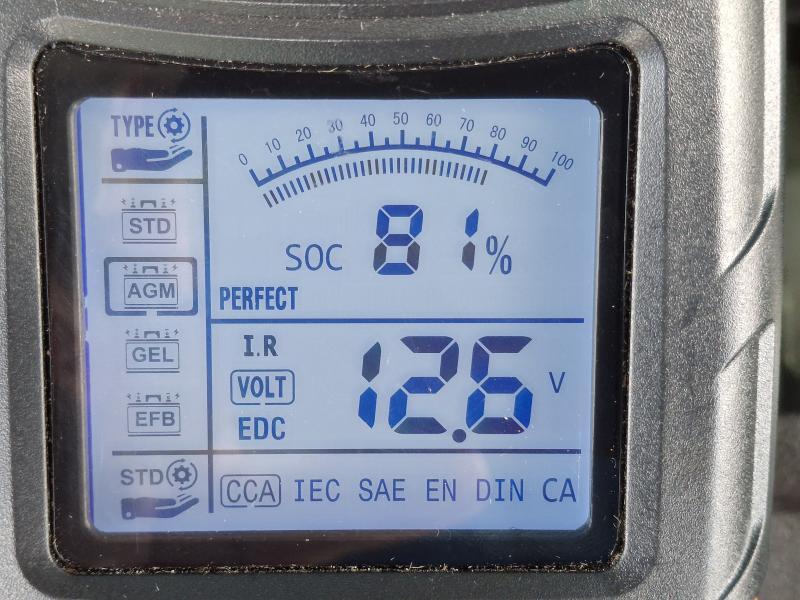 TYPE
0 10 20 30 40 50 60 70 80 90 100
STD
SOC 81%
AGM
PERFECT
GEL
I.R
VOLT
12.6 V
EFB
EDC
STD
CCA IEC SAE EN DIN CA